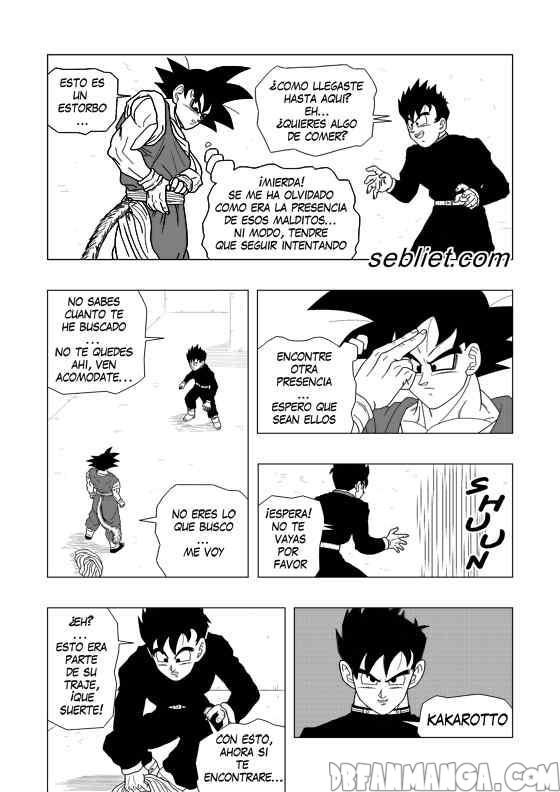 ESTO ES
UN
ESTORBO
...
¿COMO LLEGASTE
HASTA AQUI?
EH...
¿QUIERES ALGO
DE COMER?
¡MIERDA!
SE ME HA OLVIDADO
COMO ERA LA PRESENCIA
DE ESOS MALDITOS...
NI MODO, TENDRE
QUE SEGUIR INTENTANDO
sebliet.com
NO SABES
CUANTO TE
HE BUSCADO
...
NO TE QUEDES
AHI, VEN
ACOMODATE...
NO ERES LO
QUE BUSCO
...
ME VOY
ENCONTRE
OTRA
PRESENCIA
...
ESPERO QUE
SEAN ELLOS
¡ESPERA!
NO TE
VAYAS
POR
FAVOR
SHUUN
¿EH?
...
ESTO ERA
PARTE
DE SU
TRAJE,
¡QUE
SUERTE!
CON ESTO,
AHORA SI
TE
ENCONTRARE...
KAKAROTTO
DBFANMANGA.COM